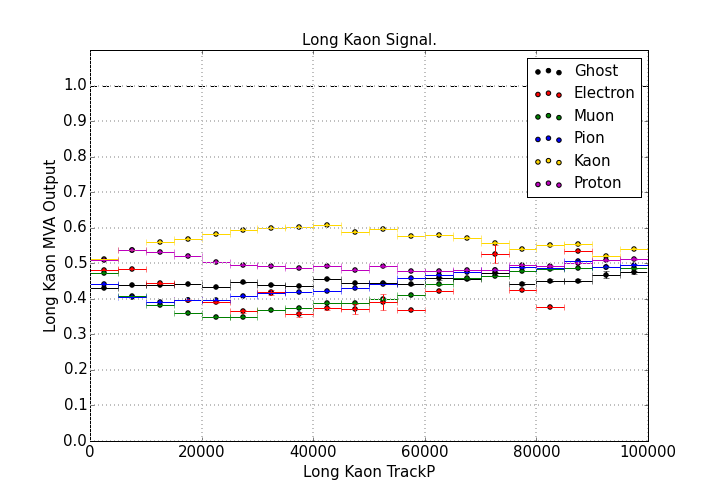 Long Kaon Signal.
Ghost
Electron
Muon
Pion
Kaon
Proton
1.0
0.9
0.8
0.7
0.6
0.5
0.4
0.3
0.2
0.1
0.0
Long Kaon MVA Output
0 20000 40000 60000 80000 100000
Long Kaon TrackP